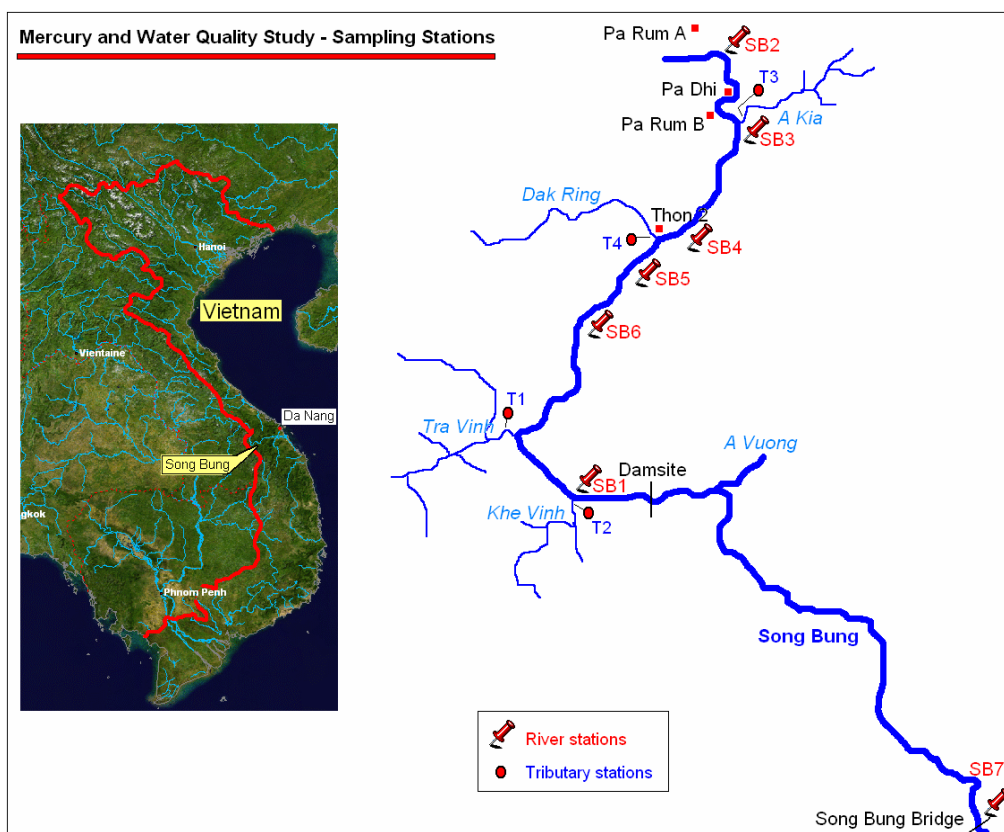 Mercury and Water Quality Study - Sampling Stations
Hanoi
Vietnam
Vientaine
Da Nang
Song Bung
gkok
Phnom Penh
Pa Rum A
SB2
Pa Dhi
T3
Pa Rum B
A Kia
SB3
Dak Ring
Thon 2
T4
SB4
SB5
SB6
T1
Tra Vinh
A Vuong
Damsite
SB1
Khe Vinh
T2
Song Bung
River stations
Tributary stations
SB7
Song Bung Bridge